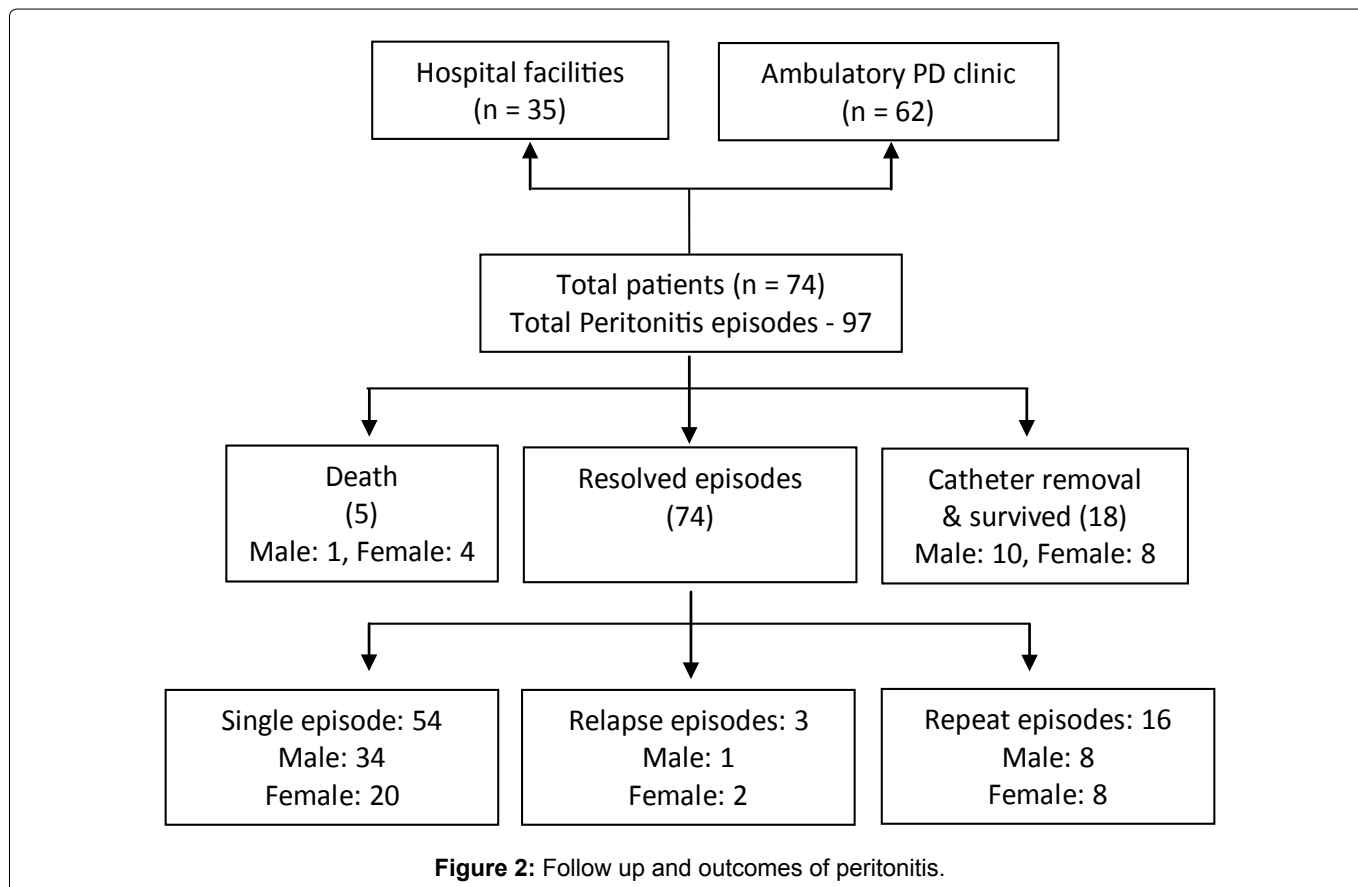 Hospital facilities
(n = 35)
Ambulatory PD clinic
(n = 62)
Total patients (n = 74)
Total Peritonitis episodes - 97
Death
(5)
Male: 1, Female: 4
Resolved episodes
(74)
Catheter removal
& survived (18)
Male: 10, Female: 8
Single episode: 54
Male: 34
Female: 20
Relapse episodes: 3
Male: 1
Female: 2
Repeat episodes: 16
Male: 8
Female: 8
Figure 2: Follow up and outcomes of peritonitis.